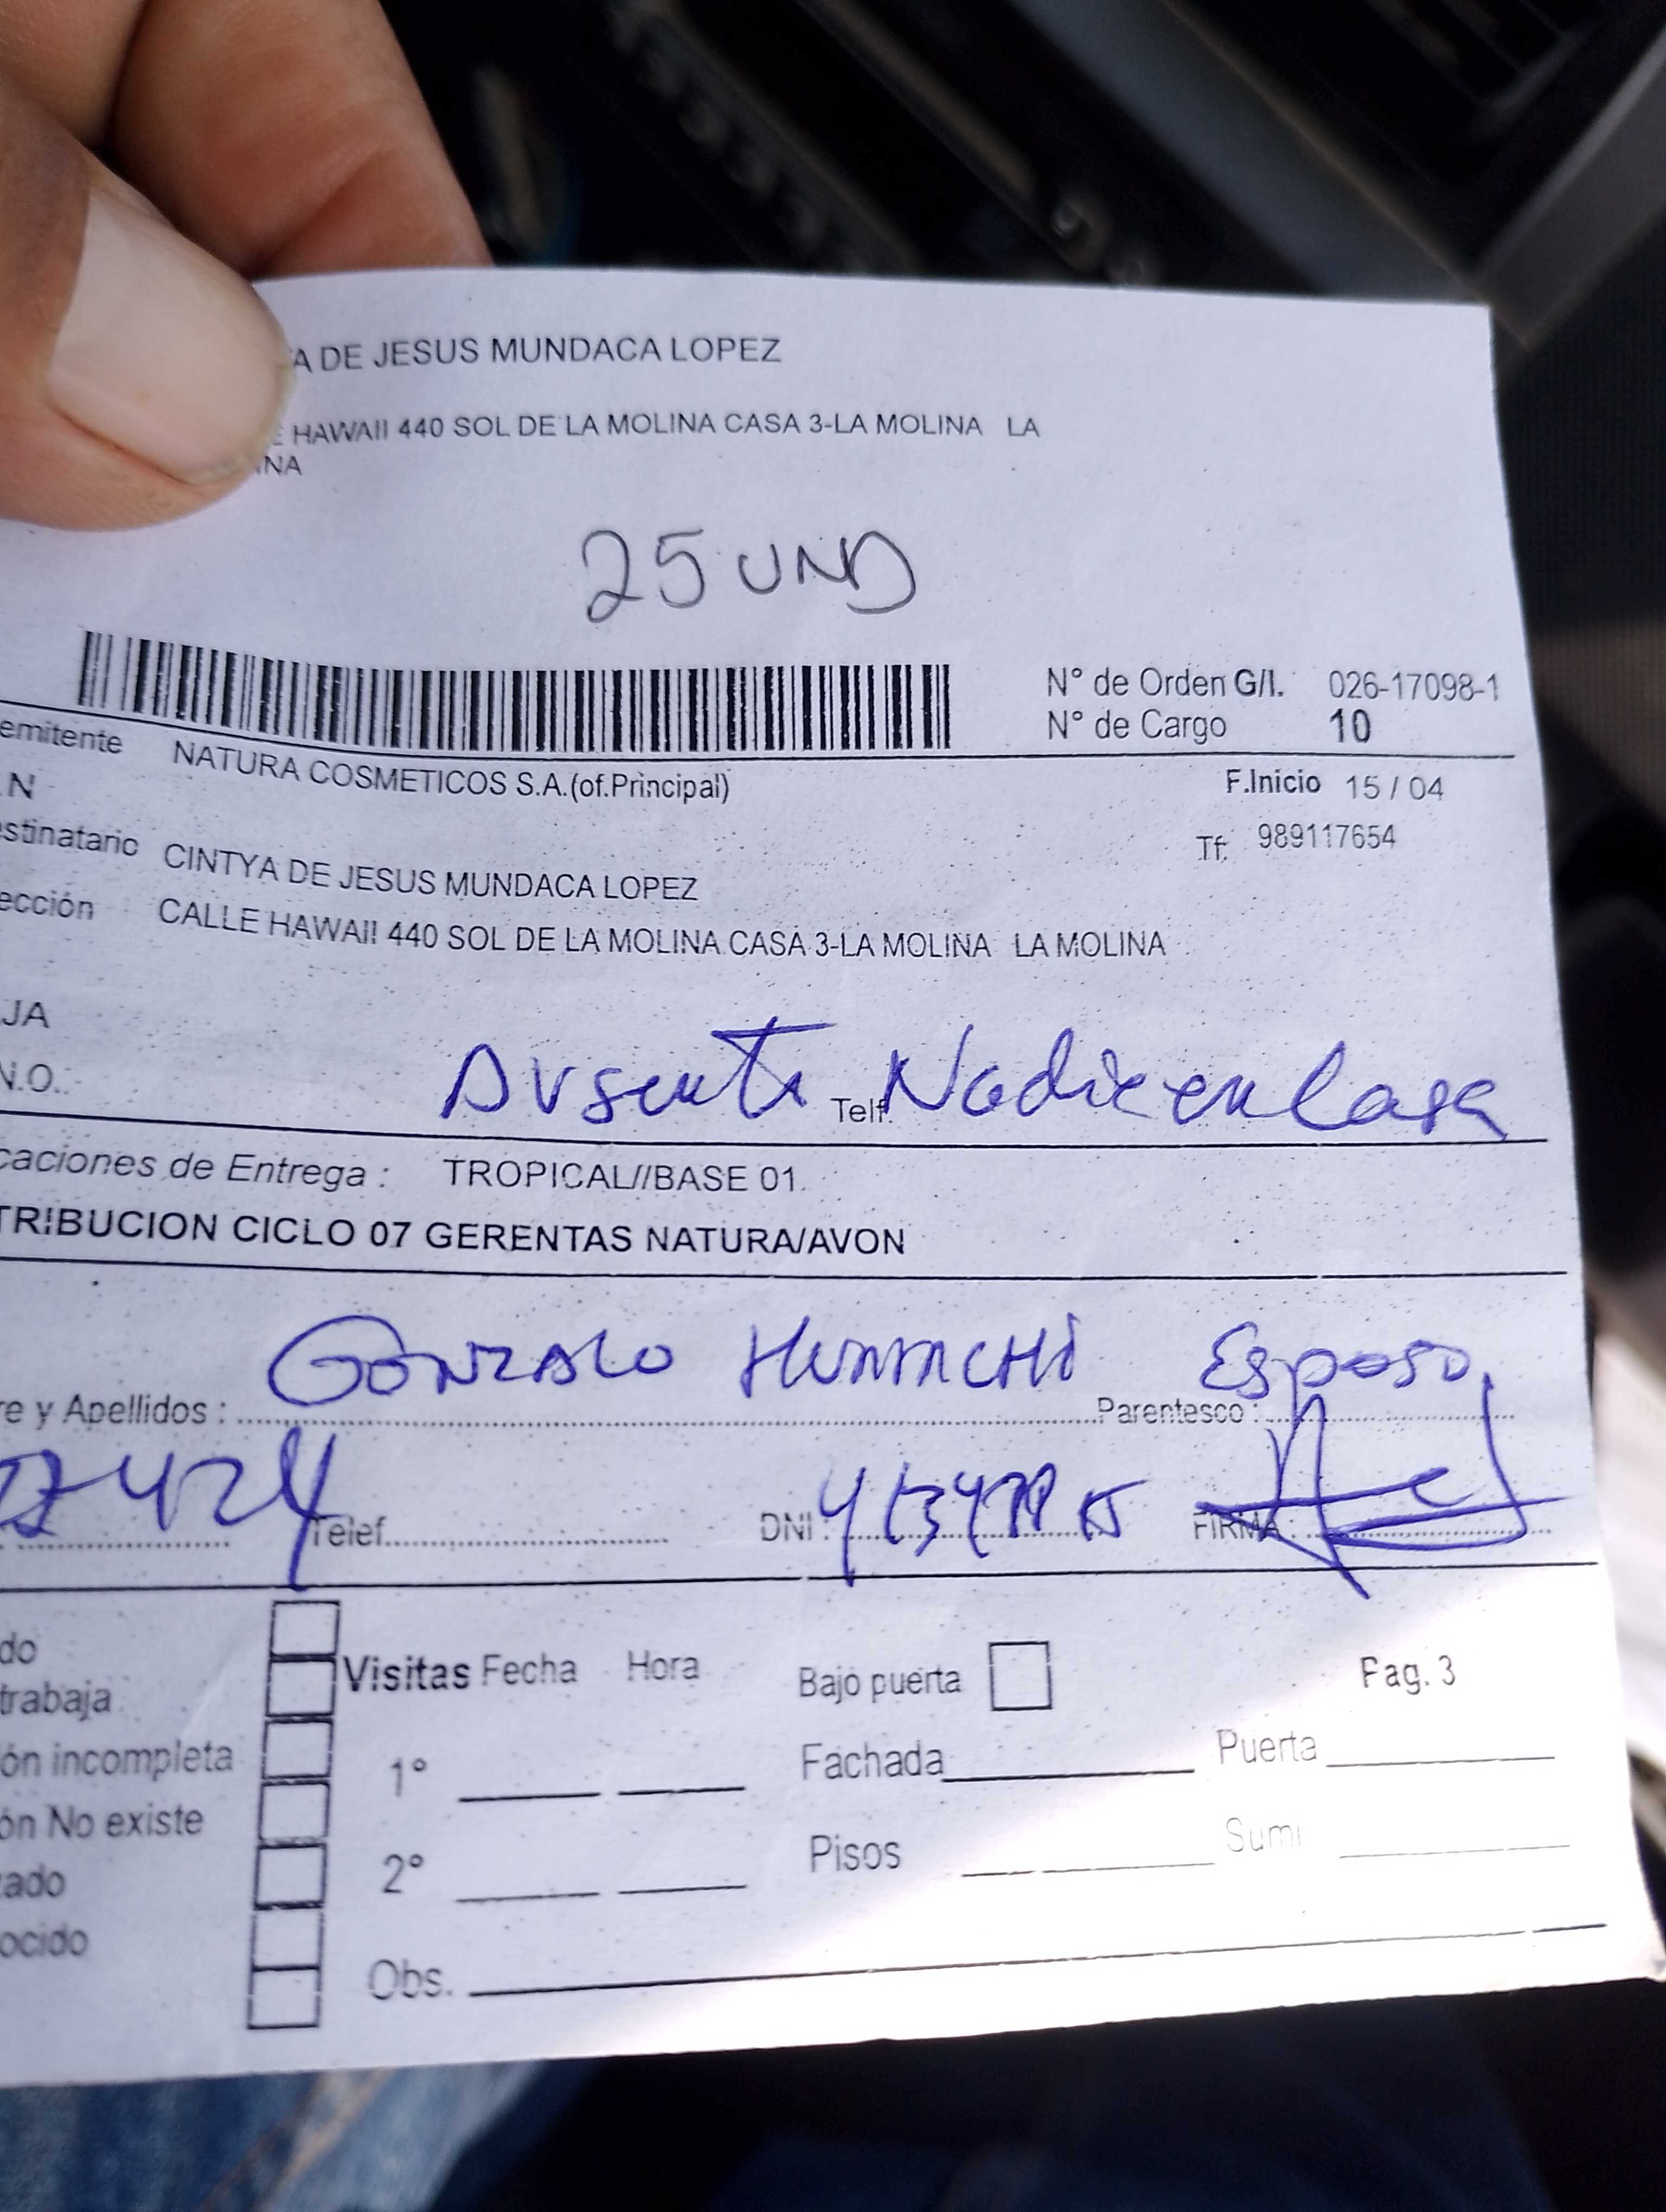 A DE JESUS MUNDACA LOPEZ
E HAWAII 440 SOL DE LA MOLINA CASA 3-LA MOLINA LA
INA
25 UND
N° de Orden G/I. 026-17098-1
N° de Cargo 10
emitente NATURA COSMETICOS S.A.(of.Principal)
N F.Inicio 15 / 04
estinatario CINTYA DE JESUS MUNDACA LOPEZ Tf: 989117654
ección CALLE HAWAII 440 SOL DE LA MOLINA CASA 3-LA MOLINA LA MOLINA
JA
N.O. Ausente Telf. Nadie en Casa
caciones de Entrega : TROPICAL//BASE 01
TRIBUCION CICLO 07 GERENTAS NATURA/AVON
Gonzalo Esposo
re y Apellidos : Parentesco :
Telef. DNI : FIRMA :
do
trabaja Visitas Fecha Hora Bajo puerta Pag. 3
ón incompleta 1° Fachada Puerta
ón No existe
zado 2° Pisos Sumi
ocido
Obs.